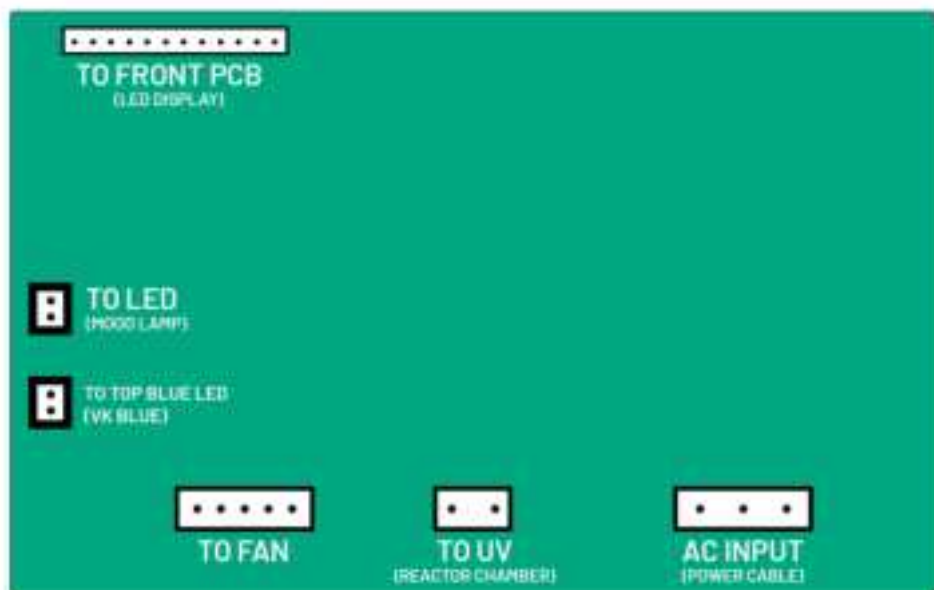 TO FRONT PCB
(LED DISPLAY)
TO LED
(MOOD LAMP)
TO TOP BLUE LED
(VK BLUE)
TO FAN
TO UV
(REACTOR CHAMBER)
AC INPUT
(POWER CABLE)